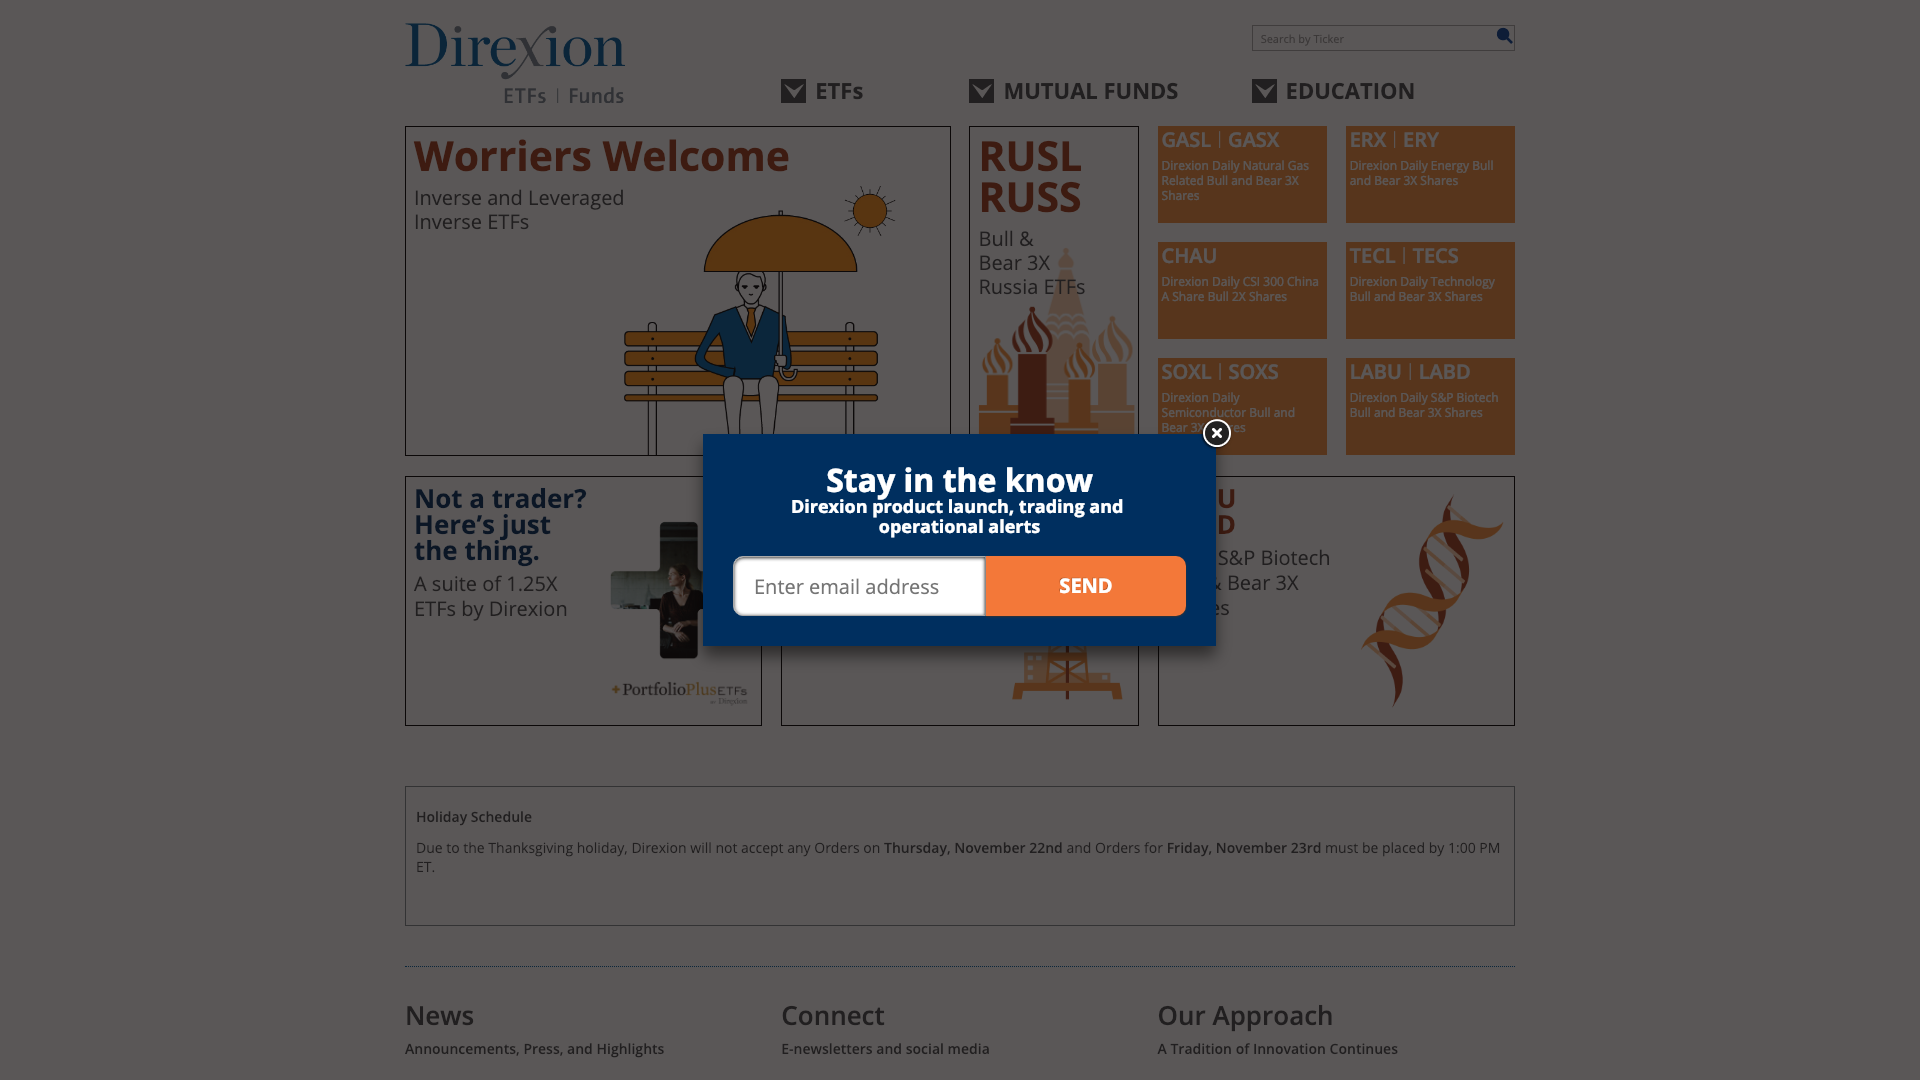 Direxion
ETFs | Funds
Search by Ticker
ETFs
MUTUAL FUNDS
EDUCATION
Worriers Welcome
Inverse and Leveraged
Inverse ETFs
RUSL
RUSS
Bull &
Bear 3X
Russia ETFs
GASL | GASX
Direxion Daily Natural Gas
Related Bull and Bear 3X
Shares
ERX | ERY
Direxion Daily Energy Bull
and Bear 3X Shares
CHAU
Direxion Daily CSI 300 China
A Share Bull 2X Shares
TECL | TECS
Direxion Daily Technology
Bull and Bear 3X Shares
SOXL | SOXS
Direxion Daily
Semiconductor Bull and
Bear 3X
LABU | LABD
Direxion Daily S&P Biotech
Bull and Bear 3X Shares
Stay in the know
Direxion product launch, trading and
operational alerts
Enter email address
SEND
Not a trader?
Here's just
the thing.
A suite of 1.25X
ETFs by Direxion
PortfolioPlus ETFs
by Direxion
S&P Biotech
& Bear 3X
Holiday Schedule
Due to the Thanksgiving holiday, Direxion will not accept any Orders on Thursday, November 22nd and Orders for Friday, November 23rd must be placed by 1:00 PM
ET.
News
Announcements, Press, and Highlights
Connect
E-newsletters and social media
Our Approach
A Tradition of Innovation Continues